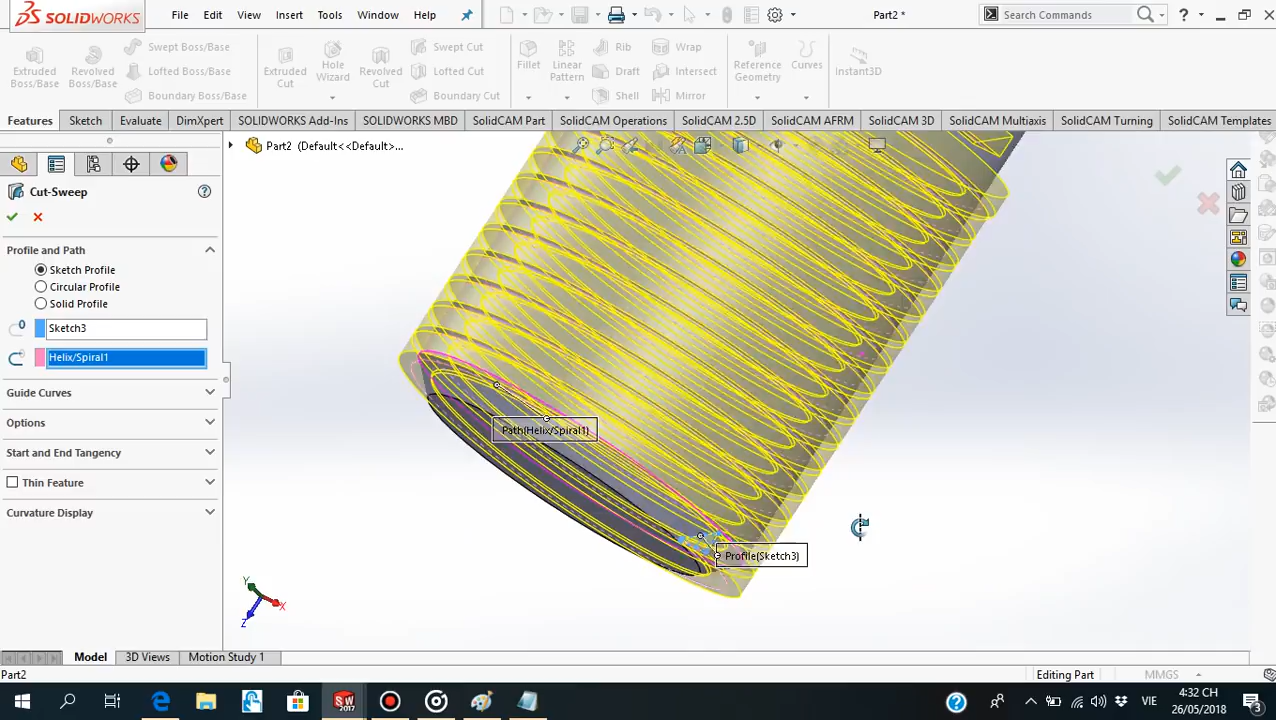 SOLIDWORKS File Edit View Insert Tools Window Help Part2 * Search Commands ?
Extruded Boss/Base
Revolved Boss/Base
Swept Boss/Base
Lofted Boss/Base
Boundary Boss/Base
Extruded Cut
Hole Wizard
Revolved Cut
Swept Cut
Lofted Cut
Boundary Cut
Fillet
Linear Pattern
Rib
Draft
Shell
Wrap
Intersect
Mirror
Reference Geometry
Curves
Instant3D
Features Sketch Evaluate DimXpert SOLIDWORKS Add-Ins SOLIDWORKS MBD SolidCAM Part SolidCAM Operations SolidCAM 2.5D SolidCAM AFRM SolidCAM 3D SolidCAM Multiaxis SolidCAM Turning SolidCAM Templates
Part2 (Default<<Default>...
Cut-Sweep
Profile and Path
Sketch Profile
Circular Profile
Solid Profile
Sketch3
Helix/Spiral1
Guide Curves
Options
Start and End Tangency
Thin Feature
Curvature Display
Path(Helix/Spiral1)
Profile(Sketch3)
Y
X
Z
Model 3D Views Motion Study 1
Part2 Editing Part MMGS
SW 2017
VIE
4:32 CH
26/05/2018
3